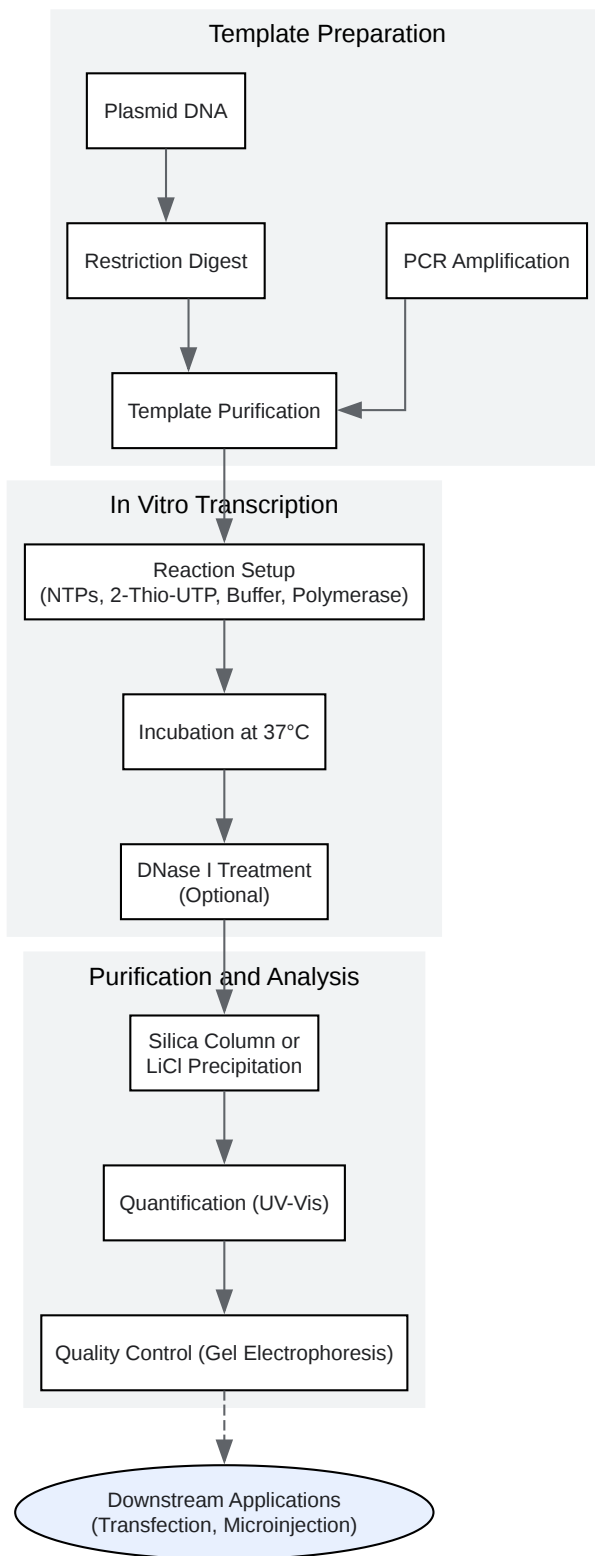 Template Preparation
Plasmid DNA
Restriction Digest
PCR Amplification
Template Purification
In Vitro Transcription
Reaction Setup
(NTPs, 2-Thio-UTP, Buffer, Polymerase)
Incubation at 37°C
DNase I Treatment
(Optional)
Purification and Analysis
Silica Column or
LiCl Precipitation
Quantification (UV-Vis)
Quality Control (Gel Electrophoresis)
Downstream Applications
(Transfection, Microinjection)